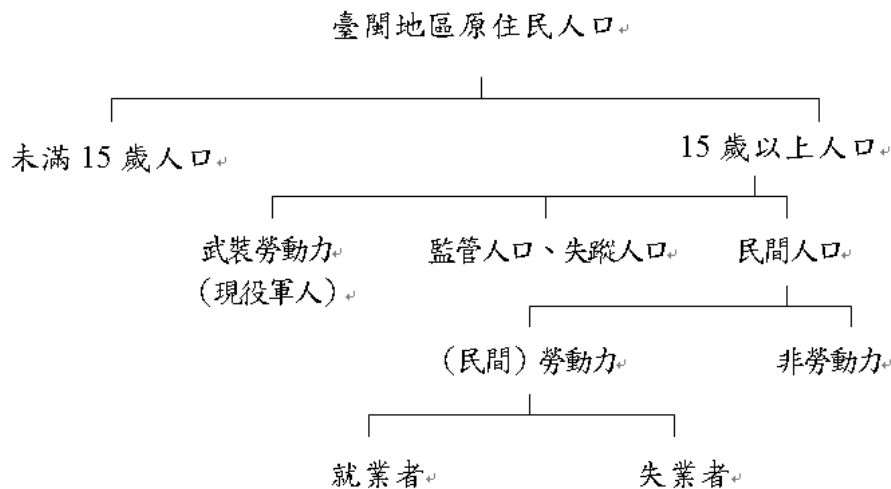 臺閩地區原住民人口
未滿 15 歲人口
15 歲以上人口
武裝勞動力
（現役軍人）
監管人口、失蹤人口
民間人口
（民間）勞動力
非勞動力
就業者
失業者